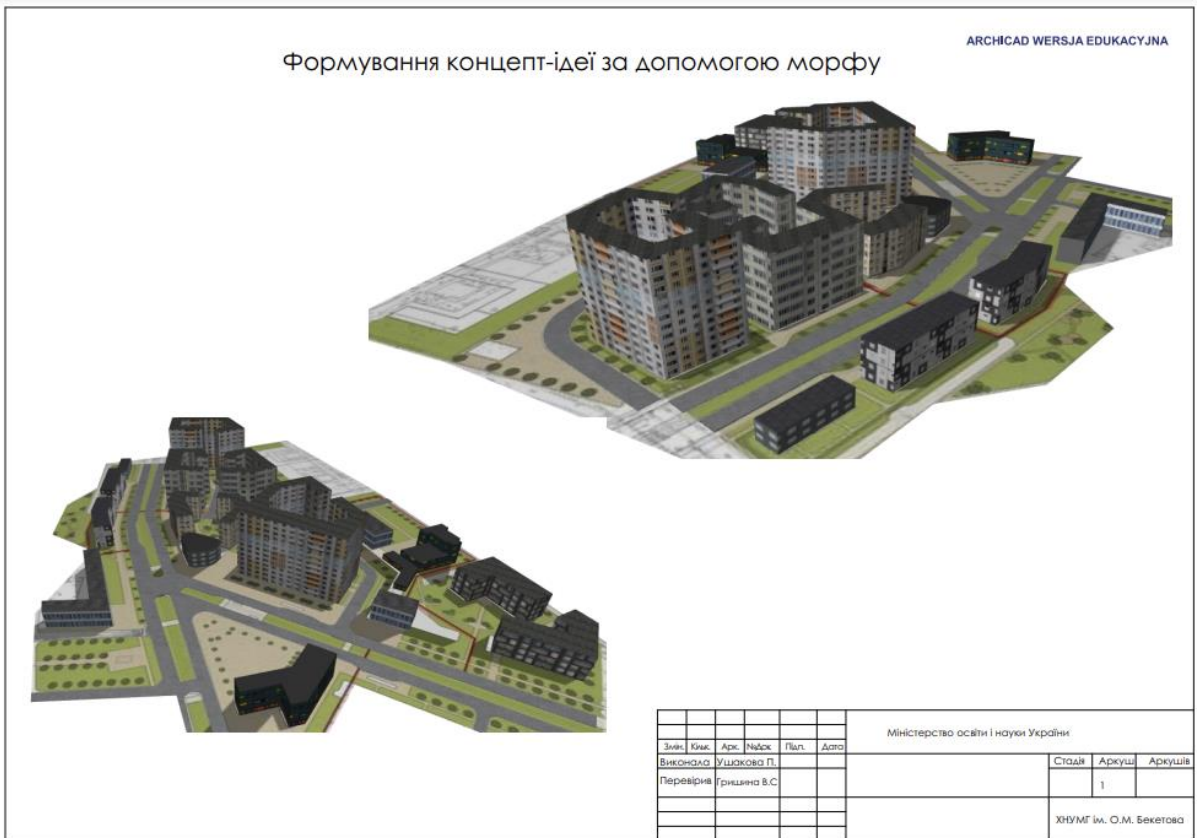 ARCHICAD WERSJA EDUKACYJNA
Формування концепт-ідеї за допомогою морфу
Міністерство освіти і науки України
Змін. Кільк. Арк. №док Підп. Дата
Виконала Ушакова П.
Стадія Аркуш Аркушів
Перевірив Гришина В.С
1
ХНУМГ ім. О.М. Бекетова